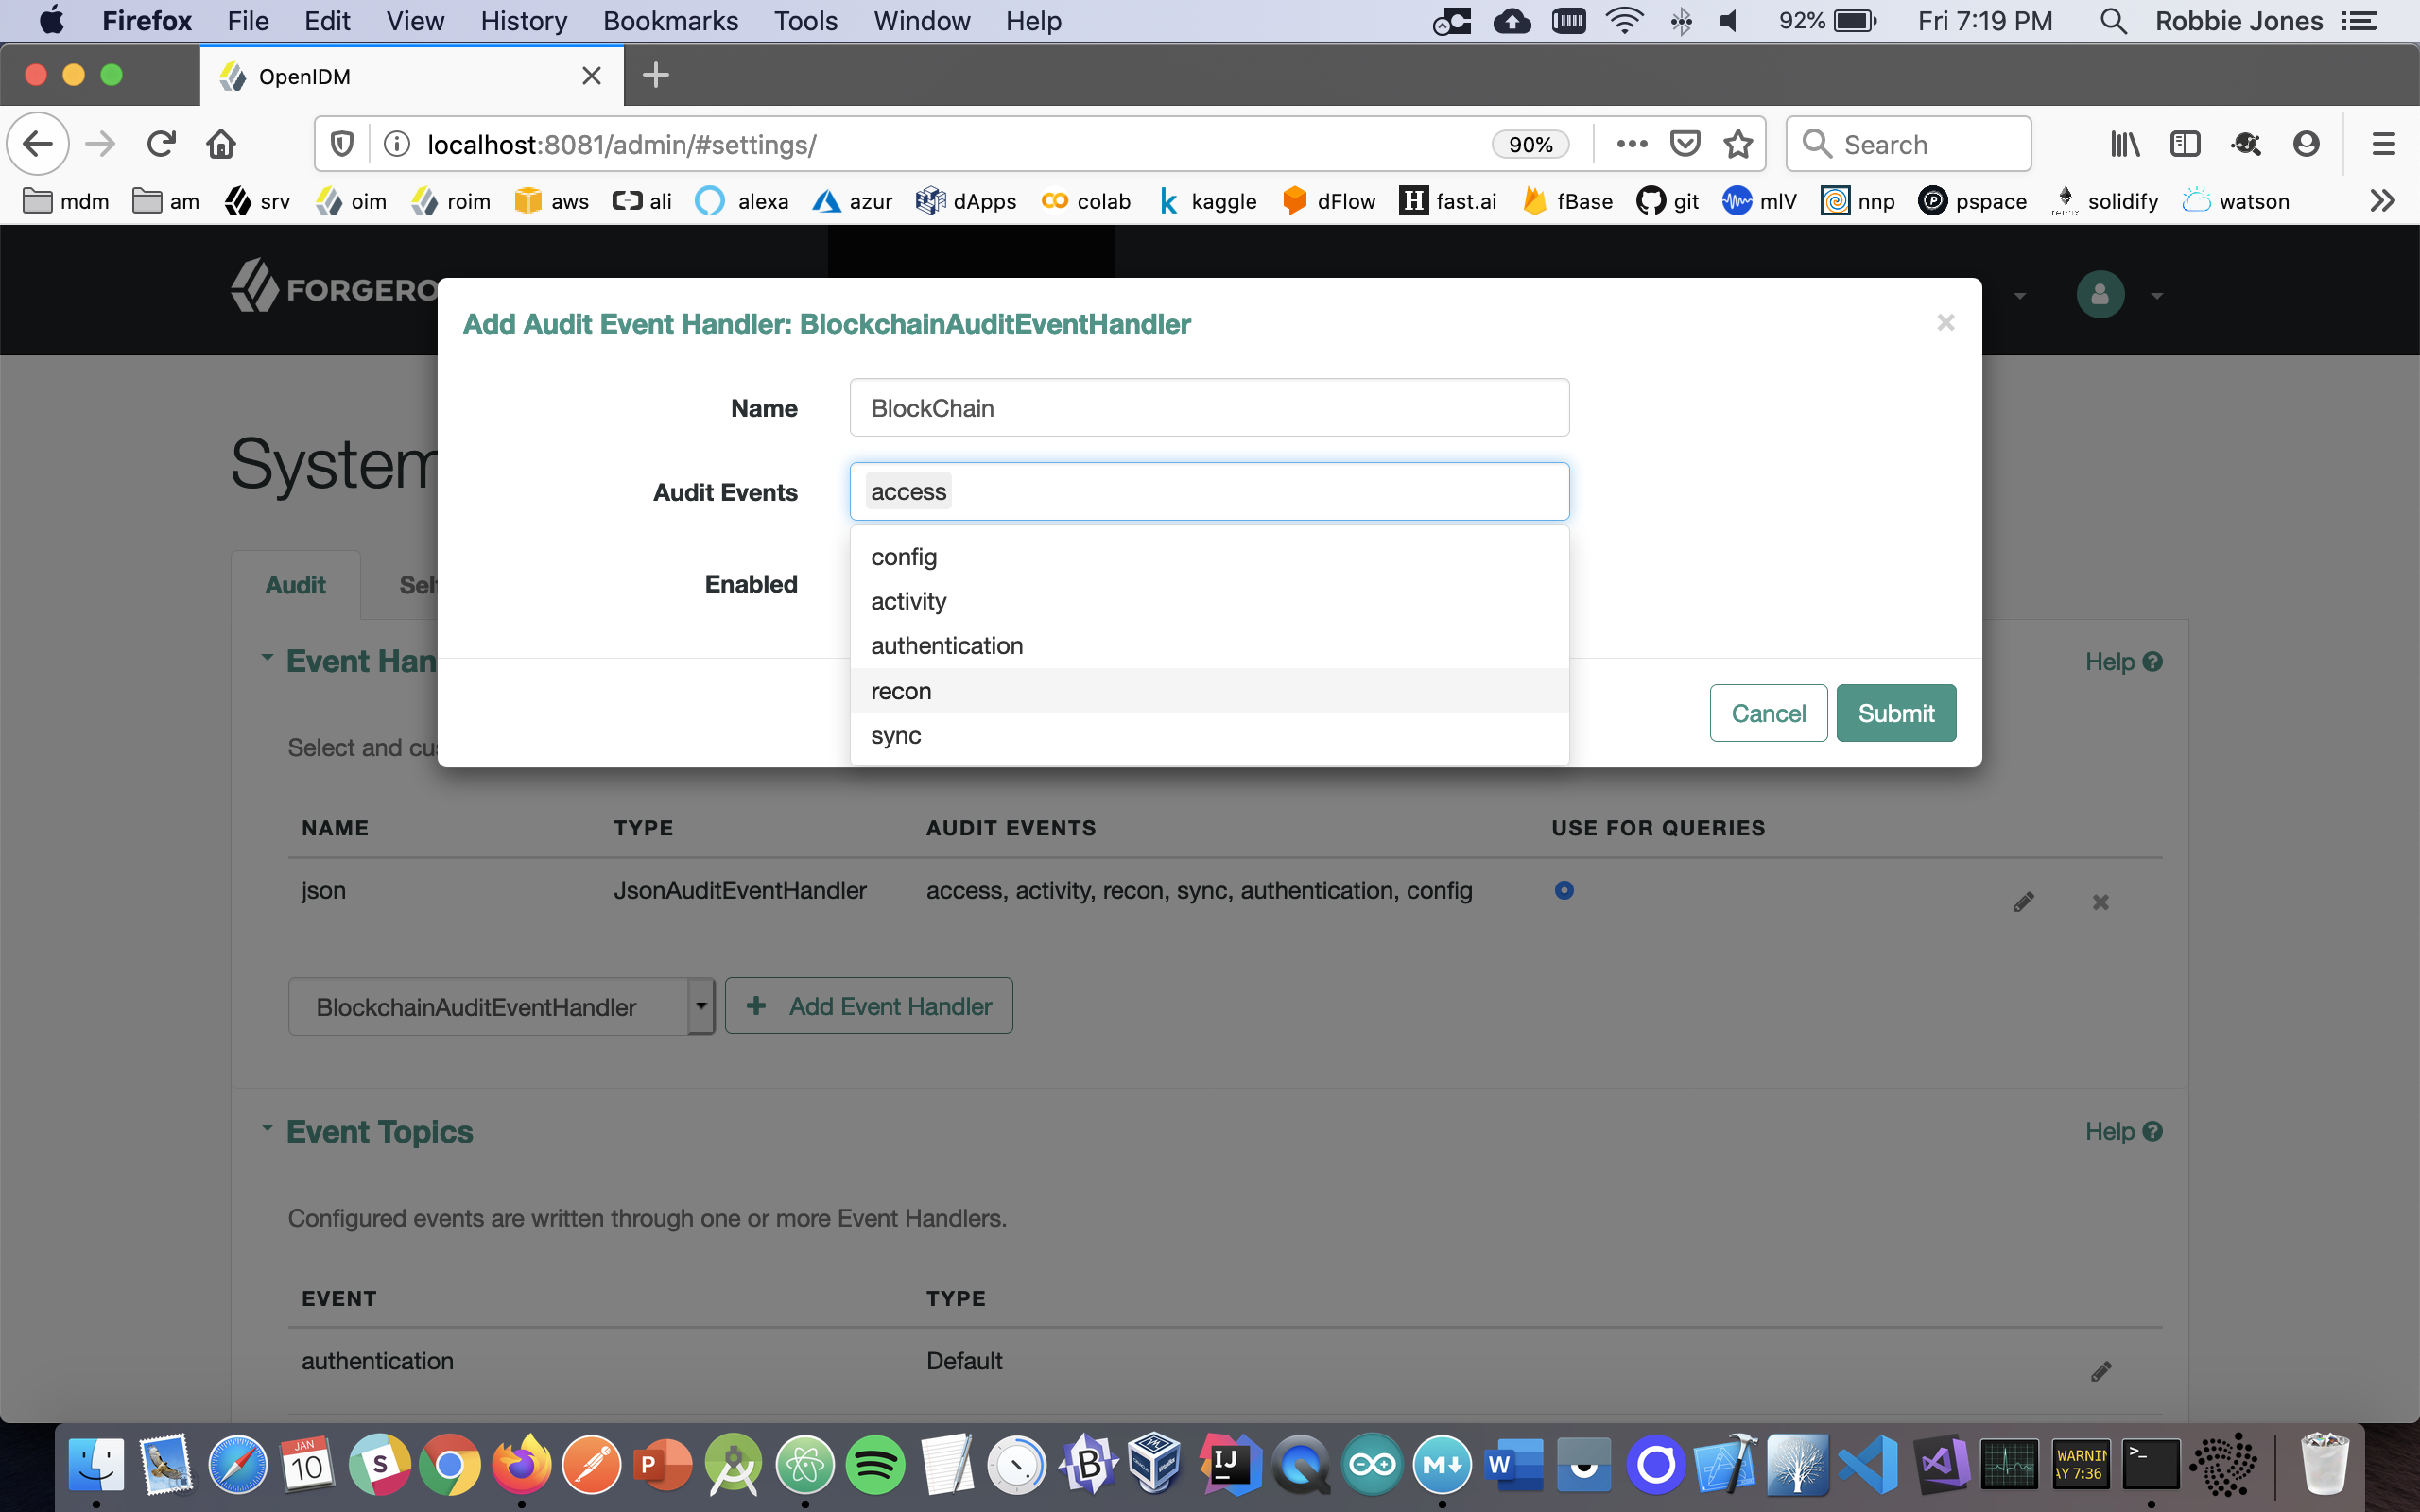 Firefox File Edit View History Bookmarks Tools Window Help 92% Fri 7:19 PM Robbie Jones
OpenIDM
localhost:8081/admin/#settings/ 90% Search
mdm am srv oim roim aws ali alexa azur dApps colab kaggle dFlow fast.ai fBase git mlV nnp pspace solidify watson
FORGERO
Add Audit Event Handler: BlockchainAuditEventHandler
Name BlockChain
System
Audit Events access
config
Audit Sel Enabled
activity
authentication
Event Han Help
recon
Cancel Submit
sync
Select and cu
NAME TYPE AUDIT EVENTS USE FOR QUERIES
json JsonAuditEventHandler access, activity, recon, sync, authentication, config
BlockchainAuditEventHandler Add Event Handler
Event Topics Help
Configured events are written through one or more Event Handlers.
EVENT TYPE
authentication Default
JAN
10
S
P
B
IJ
M
W
WARNIN
AY 7:36
>_